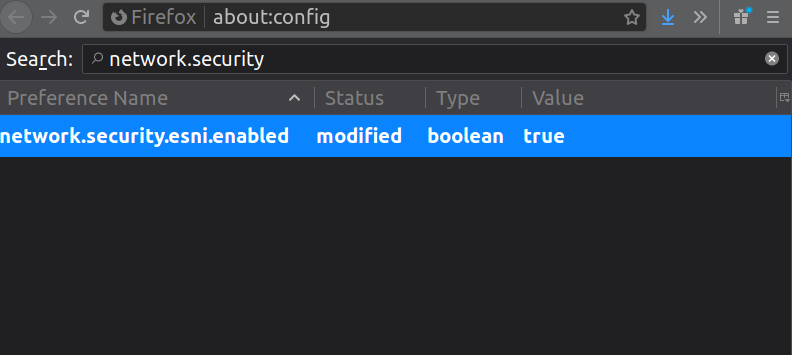 Firefox about:config
Search: network.security
Preference Name Status Type Value
network.security.esni.enabled modified boolean true